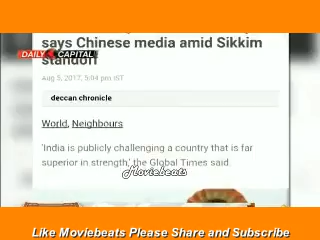 says Chinese media amid Sikkim
DAILY CAPITAL
standoff
Aug 5, 2017, 5:04 pm IST
deccan chronicle
World, Neighbours
'India is publicly challenging a country that is far
superior in strength,' the Global Times said.
Moviebeats
Like Moviebeats Please Share and Subscribe